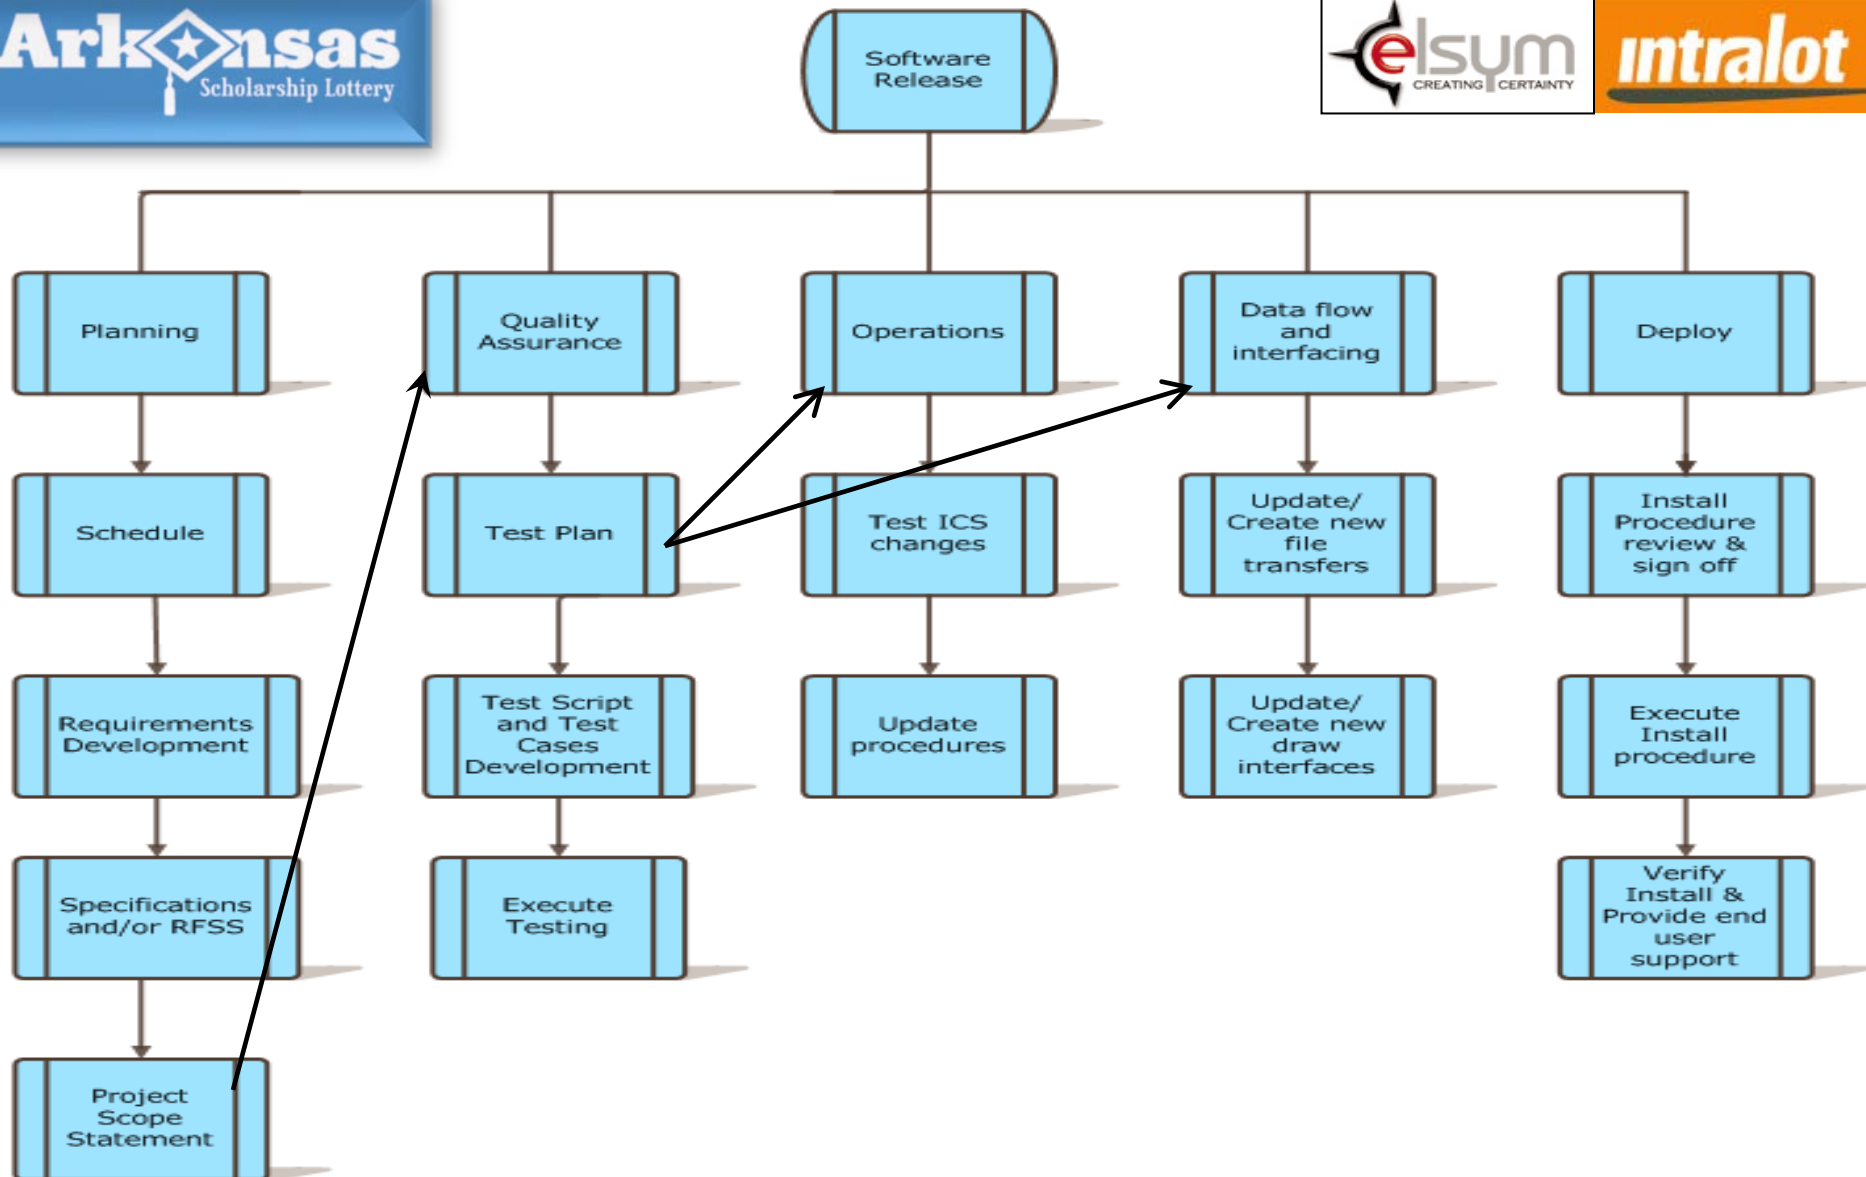 Arkansas
Scholarship Lottery
Software
Release
elsym
CREATING CERTAINTY
intralot
Planning
Quality
Assurance
Operations
Data flow
and
interfacing
Deploy
Schedule
Test Plan
Test ICS
changes
Update/
Create new
file
transfers
Install
Procedure
review &
sign off
Requirements
Development
Test Script
and Test
Cases
Development
Update
procedures
Update/
Create new
draw
interfaces
Execute
Install
procedure
Specifications
and/or RFSS
Execute
Testing
Verify
Install &
Provide end
user
support
Project
Scope
Statement